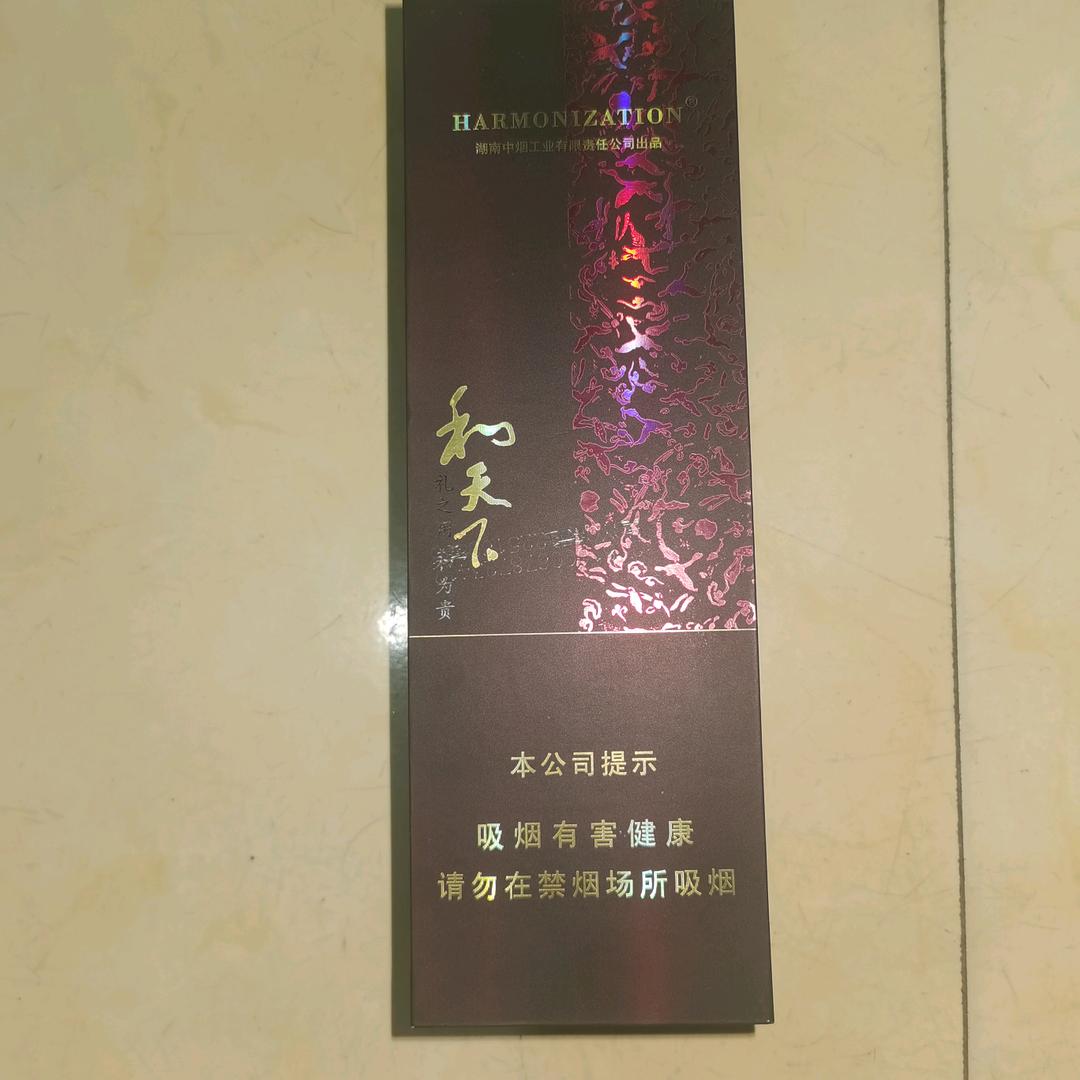 HARMONIZATION®
湖南中烟工业有限责任公司出品
和天下
礼之用和为贵
本公司提示
吸烟有害健康
请勿在禁烟场所吸烟